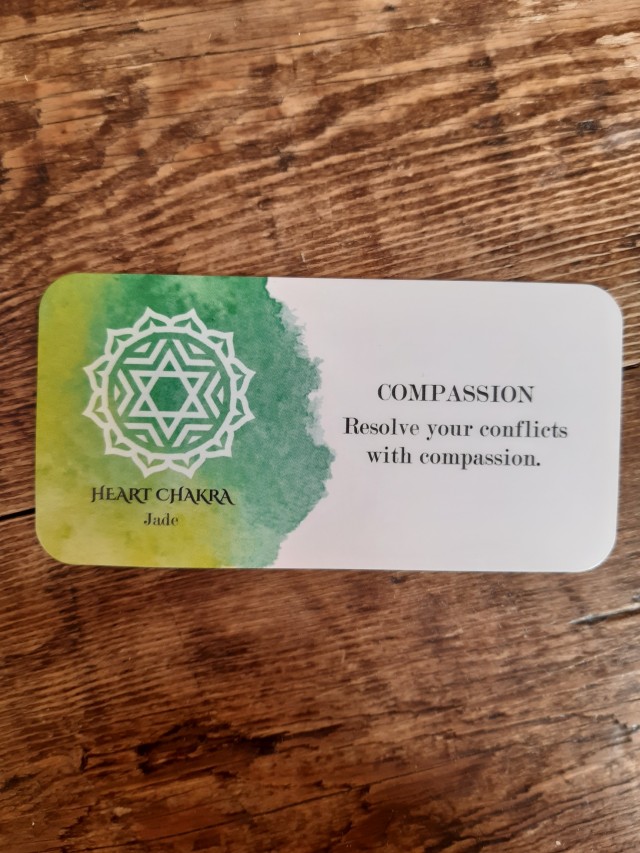 HEART CHAKRA
Jade
COMPASSION
Resolve your conflicts
with compassion.